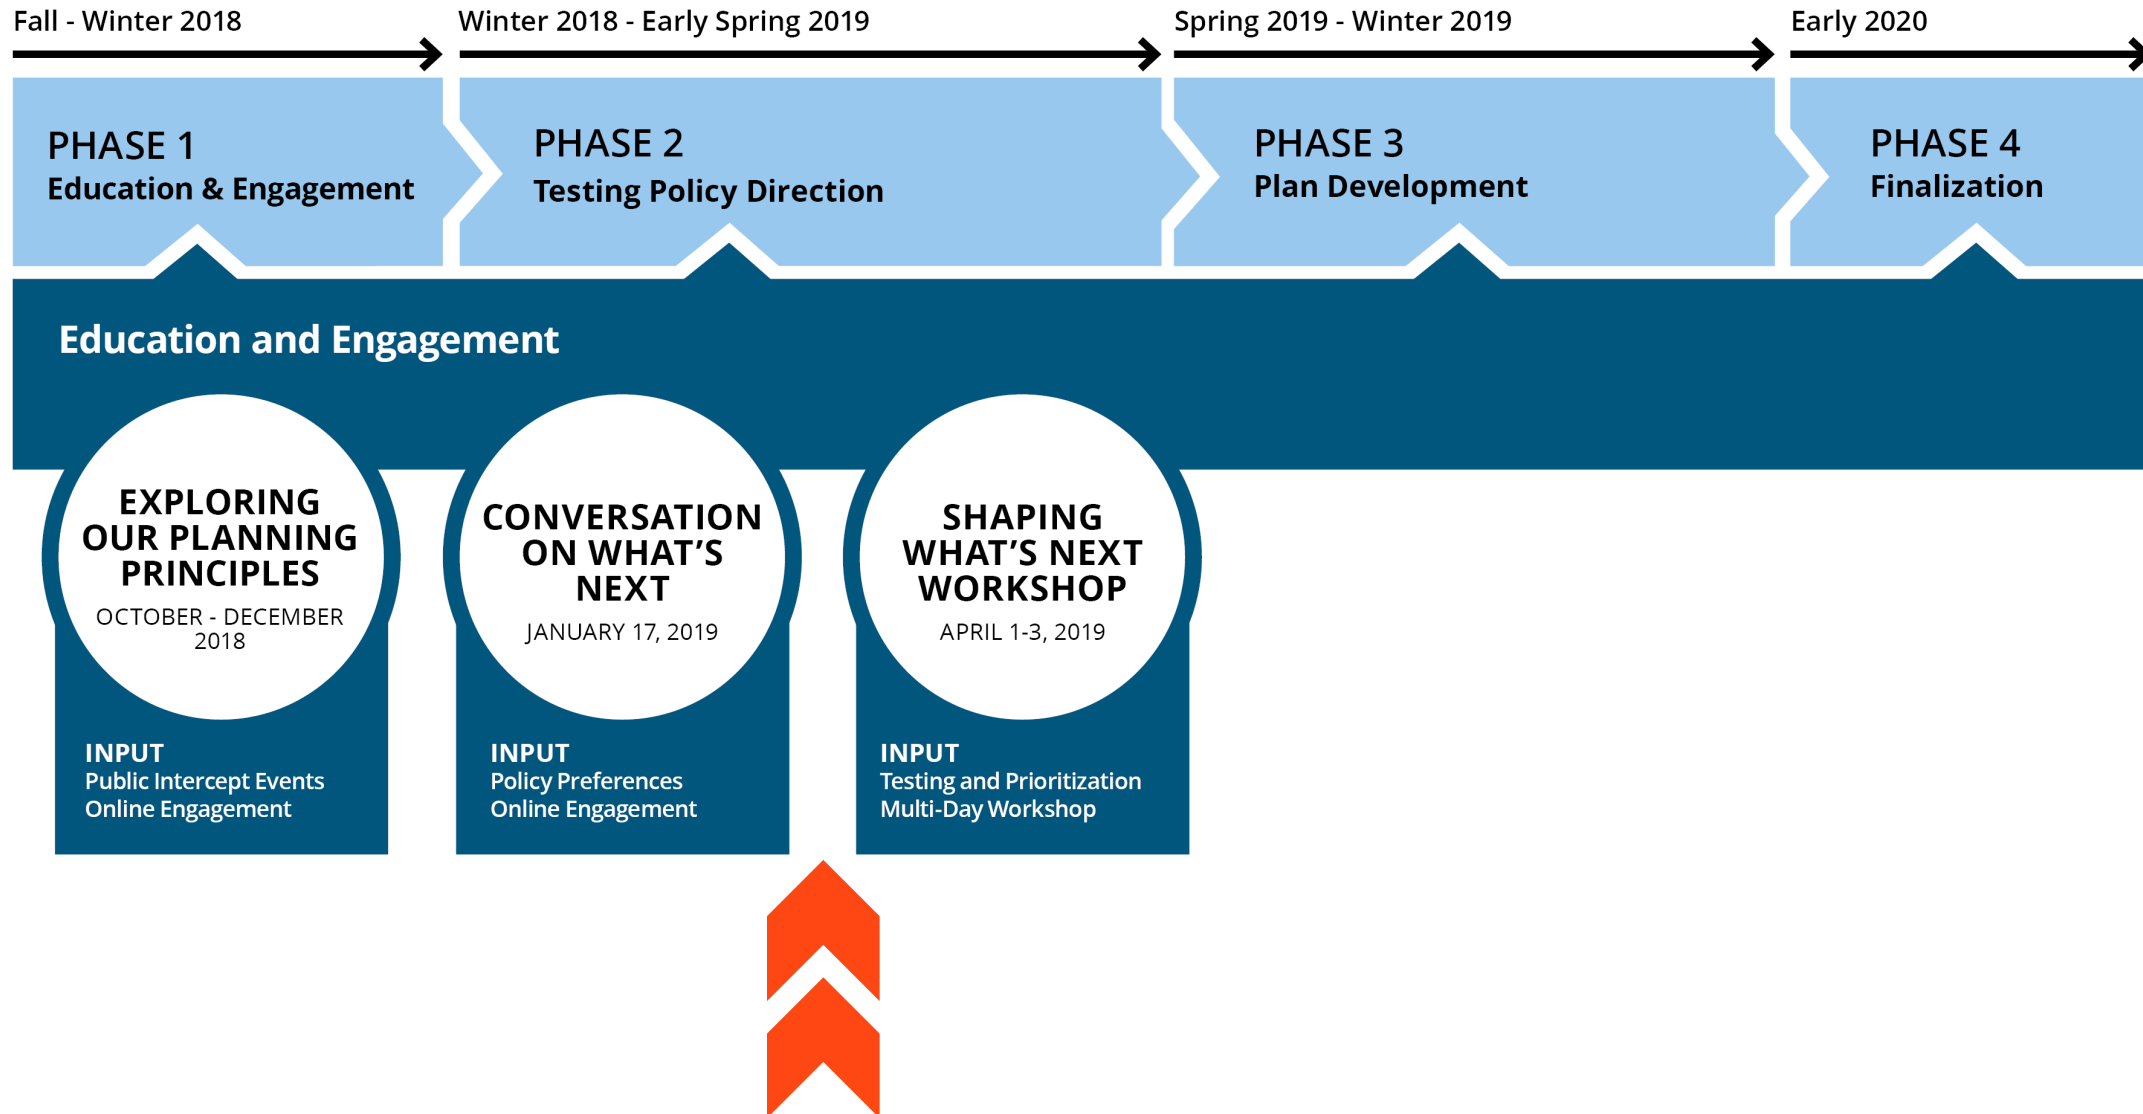 Fall - Winter 2018
Winter 2018 - Early Spring 2019
Spring 2019 - Winter 2019
Early 2020
PHASE 1
Education & Engagement
PHASE 2
Testing Policy Direction
PHASE 3
Plan Development
PHASE 4
Finalization
Education and Engagement
EXPLORING
OUR PLANNING
PRINCIPLES
OCTOBER - DECEMBER
2018
INPUT
Public Intercept Events
Online Engagement
CONVERSATION
ON WHAT'S
NEXT
JANUARY 17, 2019
INPUT
Policy Preferences
Online Engagement
SHAPING
WHAT'S NEXT
WORKSHOP
APRIL 1-3, 2019
INPUT
Testing and Prioritization
Multi-Day Workshop